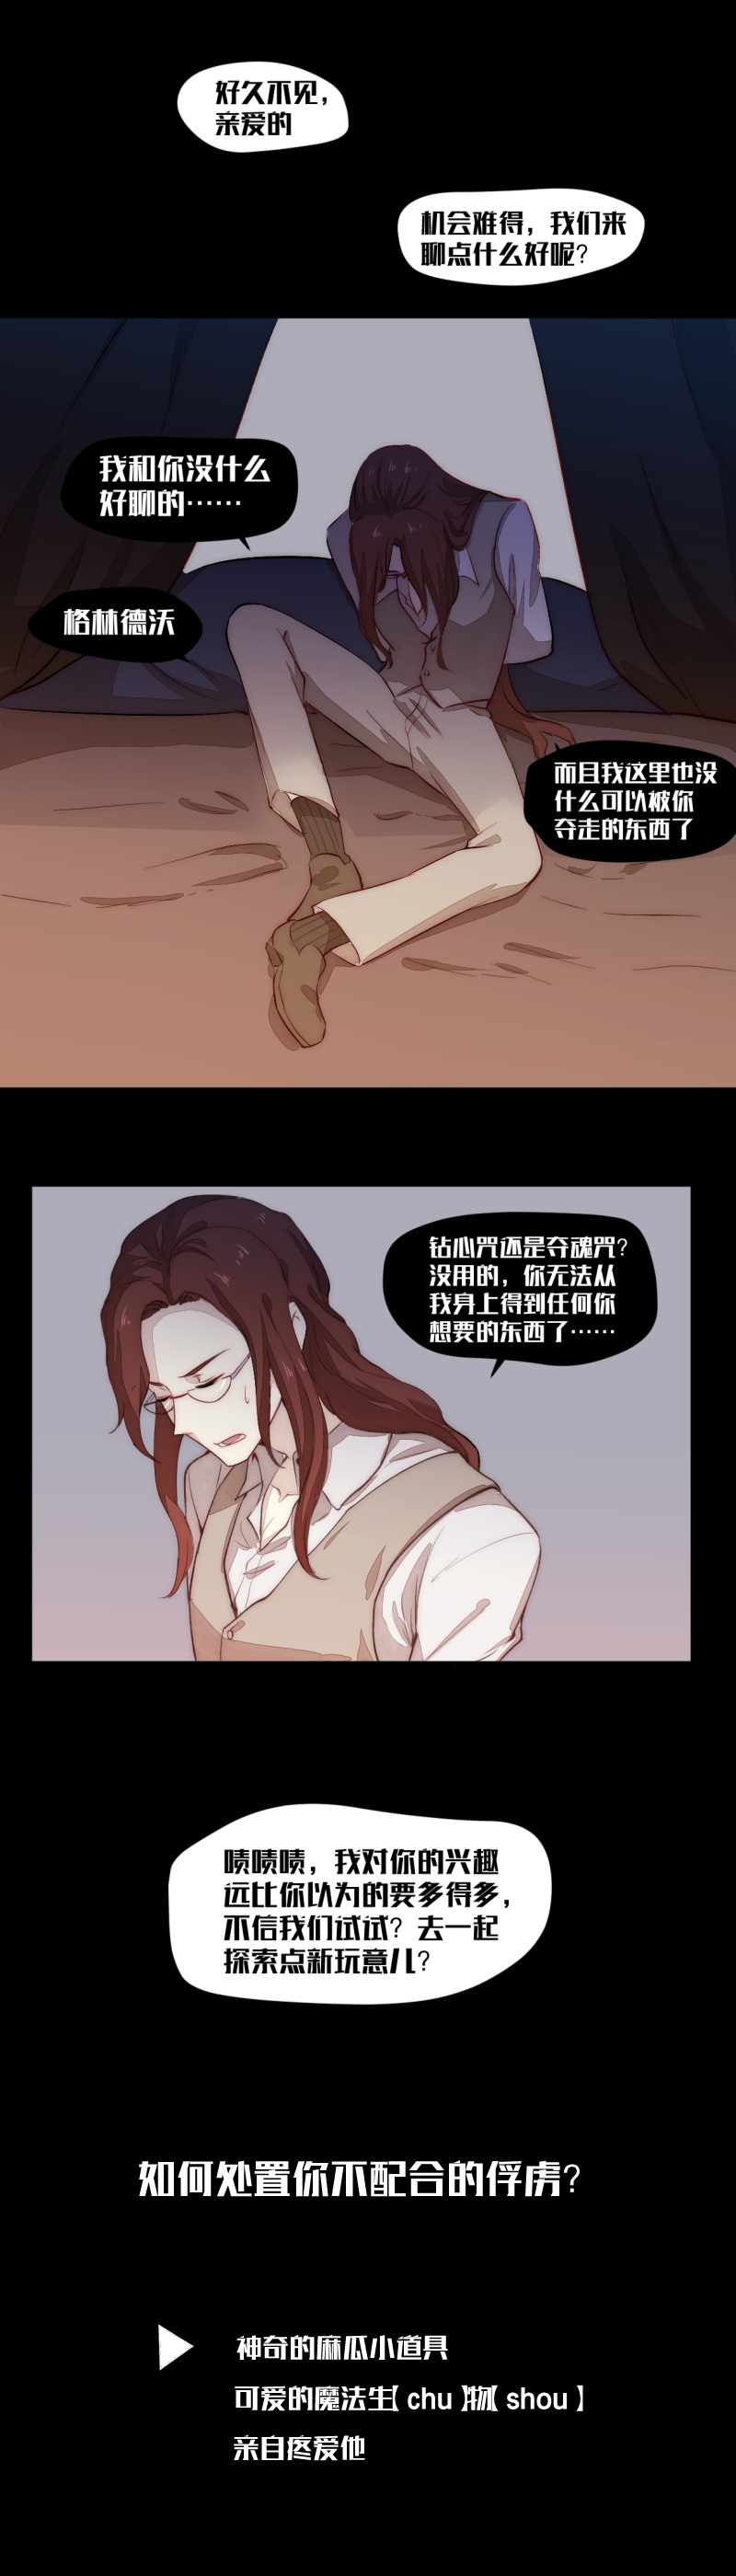 好久不见，
亲爱的
机会难得，我们来
聊点什么好呢?
我和你没什么
好聊的……
格林德沃
而且我这里也没
什么可以被你
夺走的东西了
钻心咒还是夺魂咒?
没用的，你无法从
我身上得到任何你
想要的东西了……
啧啧啧，我对你的兴趣
远比你以为的要多得多，
不信我们试试? 去一起
探索点新玩意儿?
如何处置你不配合的俘虏?
神奇的麻瓜小道具
可爱的魔法生【chu】物【shou】
亲自疼爱他